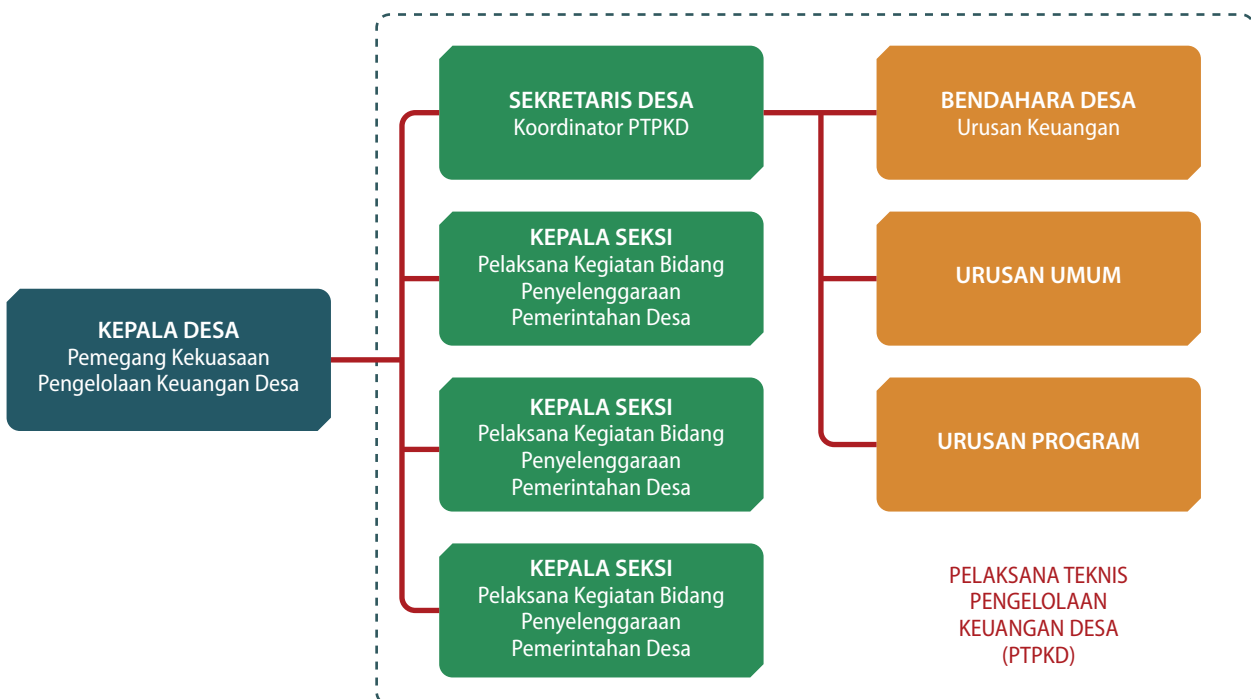 KEPALA DESA
Pemegang Kekuasaan
Pengelolaan Keuangan Desa
SEKRETARIS DESA
Koordinator PTPKD
KEPALA SEKSI
Pelaksana Kegiatan Bidang
Penyelenggaraan
Pemerintahan Desa
KEPALA SEKSI
Pelaksana Kegiatan Bidang
Penyelenggaraan
Pemerintahan Desa
KEPALA SEKSI
Pelaksana Kegiatan Bidang
Penyelenggaraan
Pemerintahan Desa
BENDAHARA DESA
Urusan Keuangan
URUSAN UMUM
URUSAN PROGRAM
PELAKSANA TEKNIS
PENGELOLAAN
KEUANGAN DESA
(PTPKD)